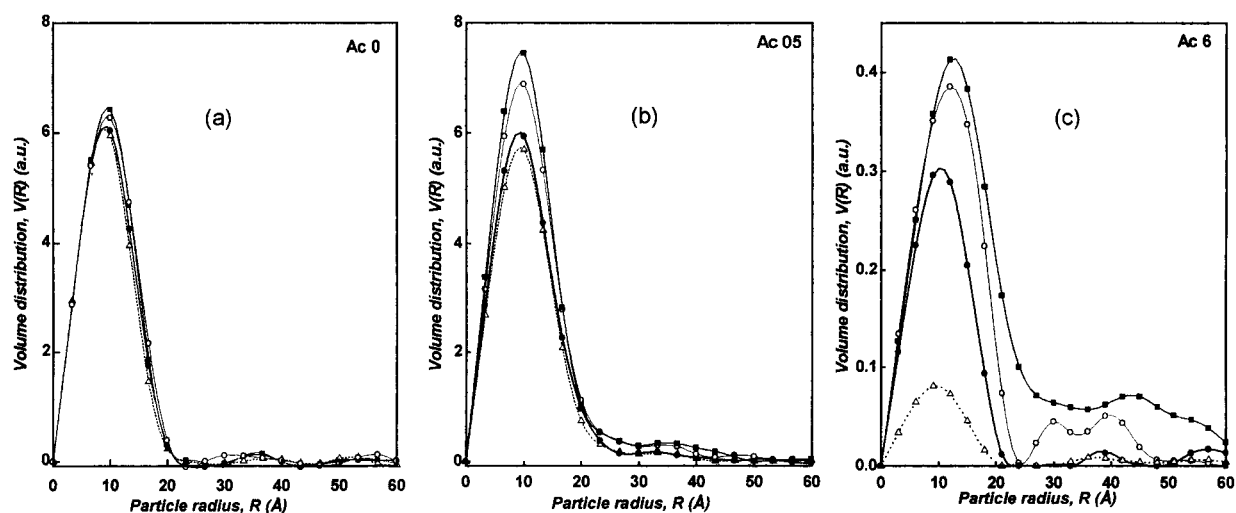 8
6
4
2
0
Volume distribution, V(R) (a.u.)
Ac 0
(a)
0 10 20 30 40 50 60
Particle radius, R (Å)
8
6
4
2
0
Volume distribution, V(R) (a.u.)
Ac 05
(b)
0 10 20 30 40 50 60
Particle radius, R (Å)
0.4
0.3
0.2
0.1
0.0
Volume distribution, V(R) (a.u.)
Ac 6
(c)
0 10 20 30 40 50 60
Particle radius, R (Å)